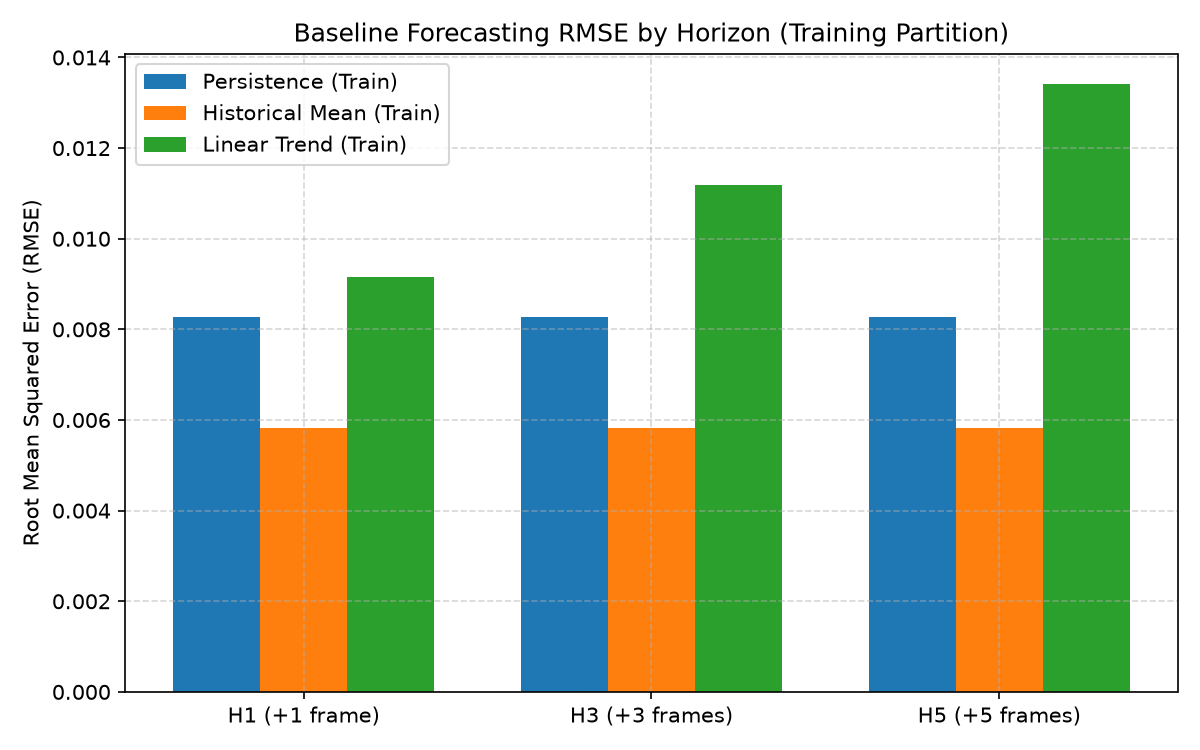 Baseline Forecasting RMSE by Horizon (Training Partition)
Root Mean Squared Error (RMSE)
0.014
0.012
0.010
0.008
0.006
0.004
0.002
0.000
Persistence (Train)
Historical Mean (Train)
Linear Trend (Train)
H1 (+1 frame)
H3 (+3 frames)
H5 (+5 frames)